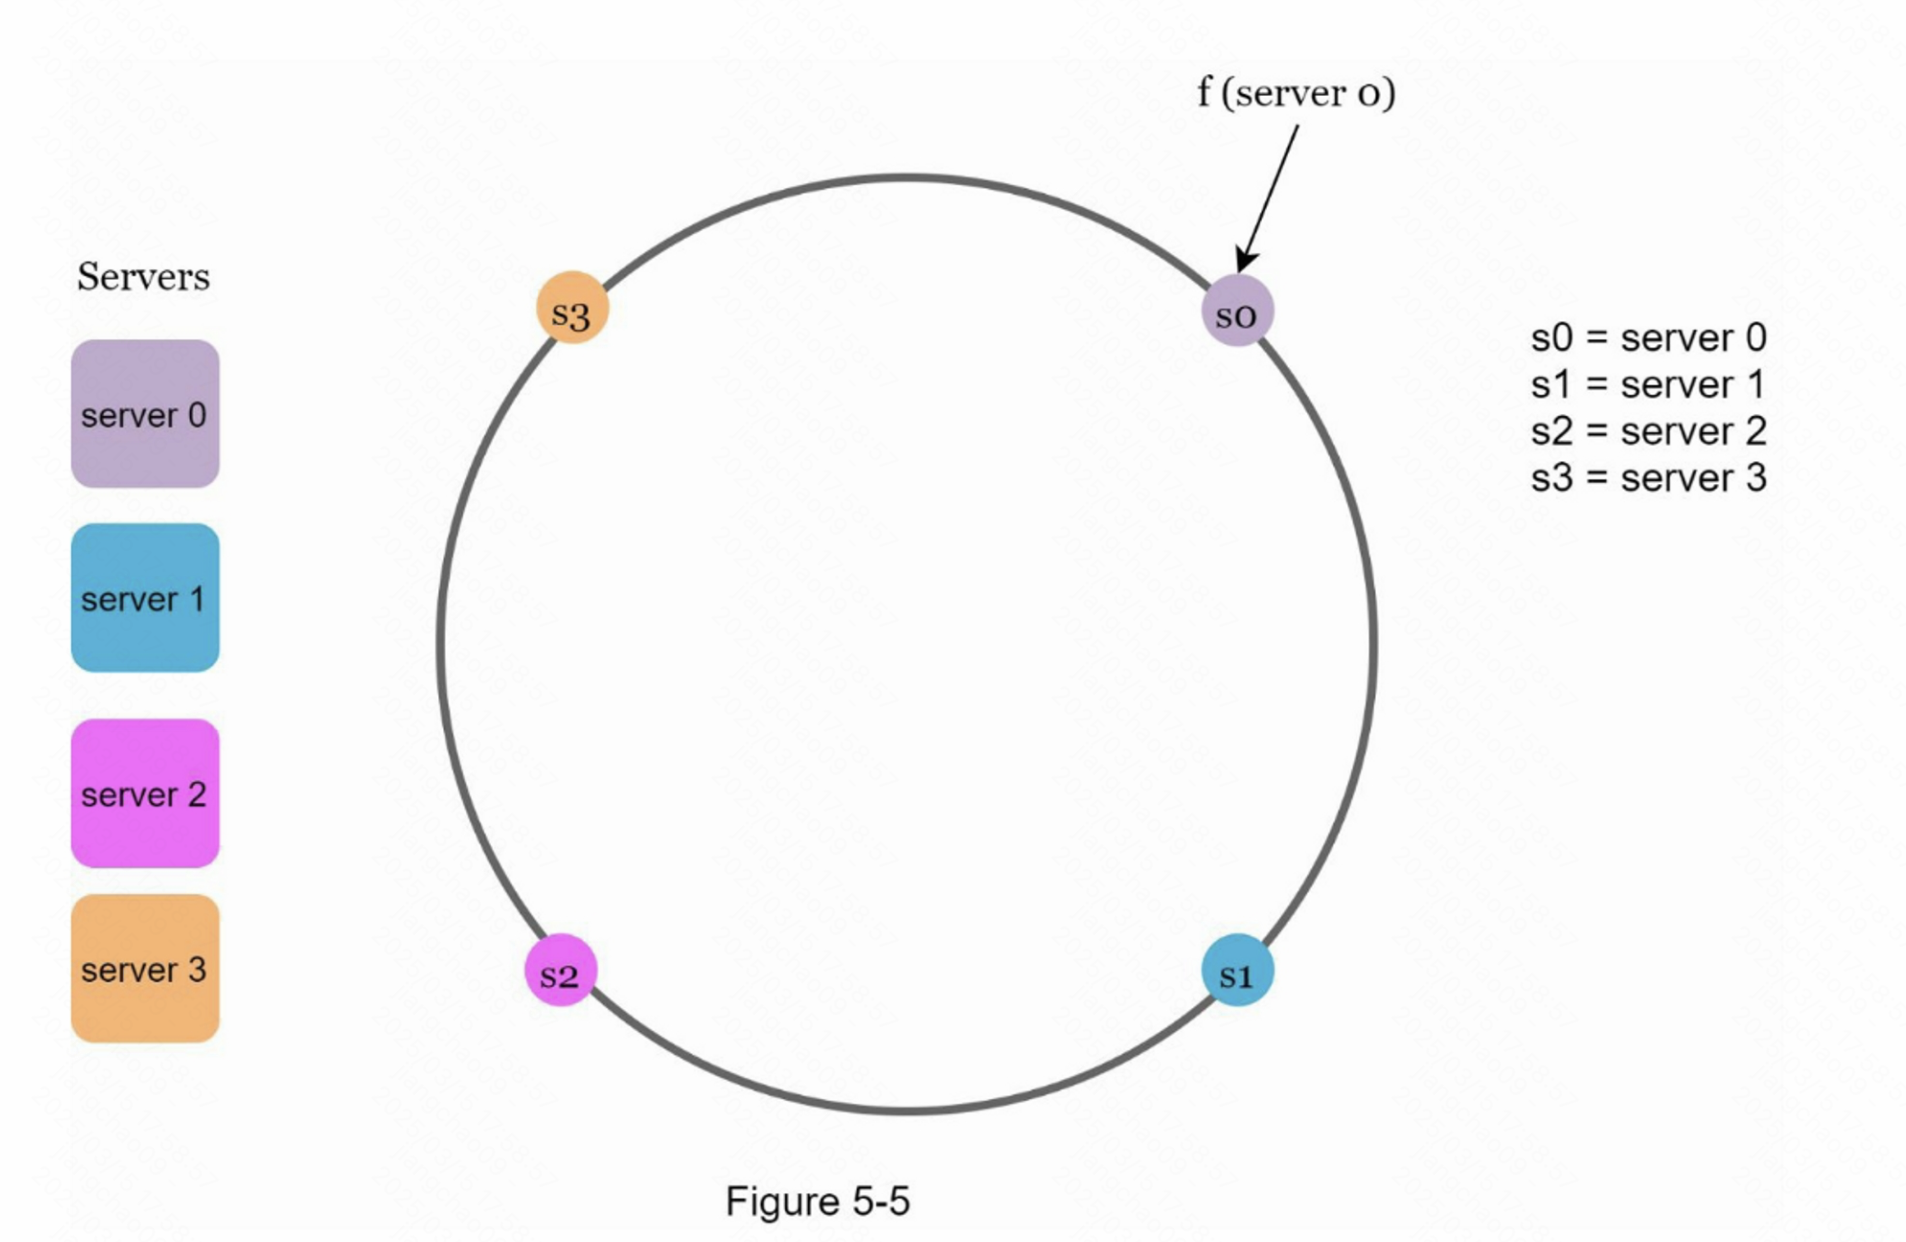 f (server 0)
Servers
s3
s0
server 0
s0 = server 0
s1 = server 1
s2 = server 2
s3 = server 3
server 1
server 2
server 3
s2
s1
Figure 5-5